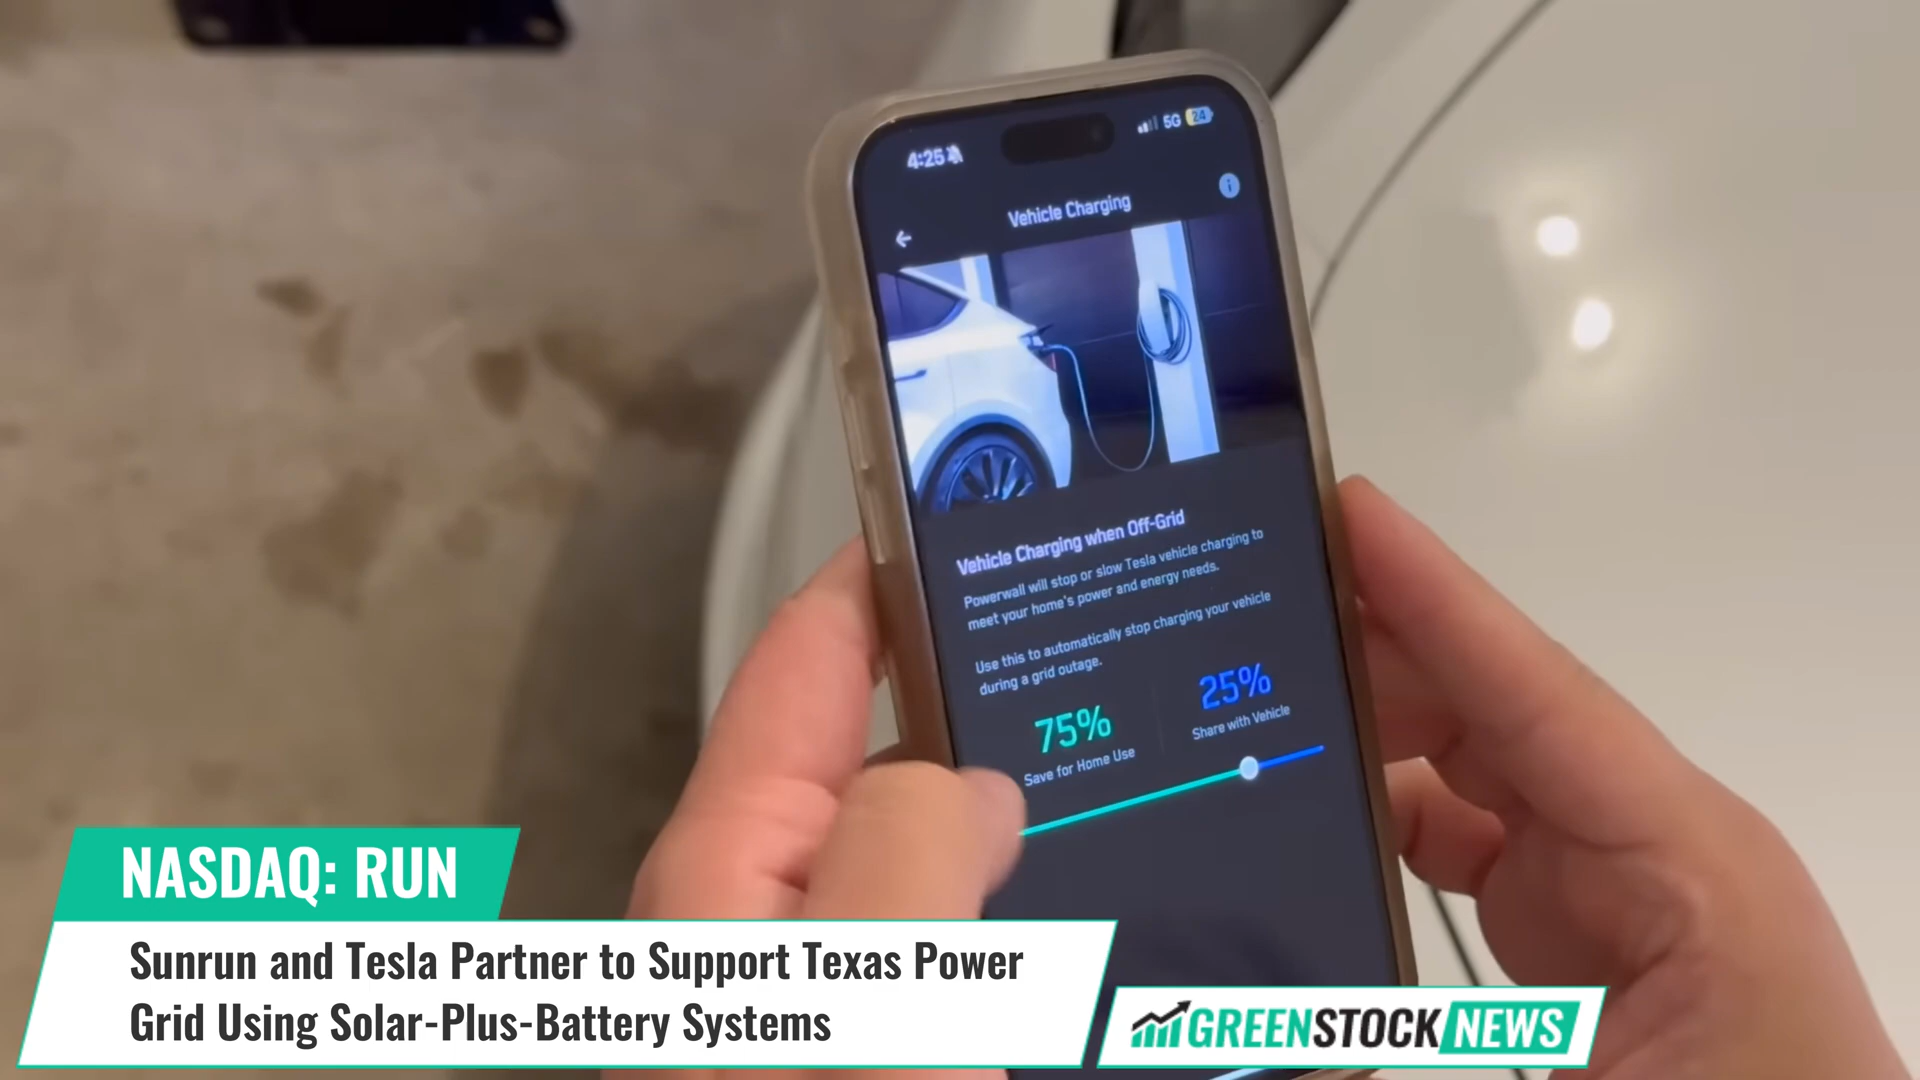 4:25
5G 24
Vehicle Charging
Vehicle Charging when Off-Grid
Powerwall will stop or slow Tesla vehicle charging to
meet your home's power and energy needs.
Use this to automatically stop charging your vehicle
during a grid outage.
75%
Save for Home Use
25%
Share with Vehicle
NASDAQ: RUN
Sunrun and Tesla Partner to Support Texas Power
Grid Using Solar-Plus-Battery Systems
GREENSTOCK NEWS